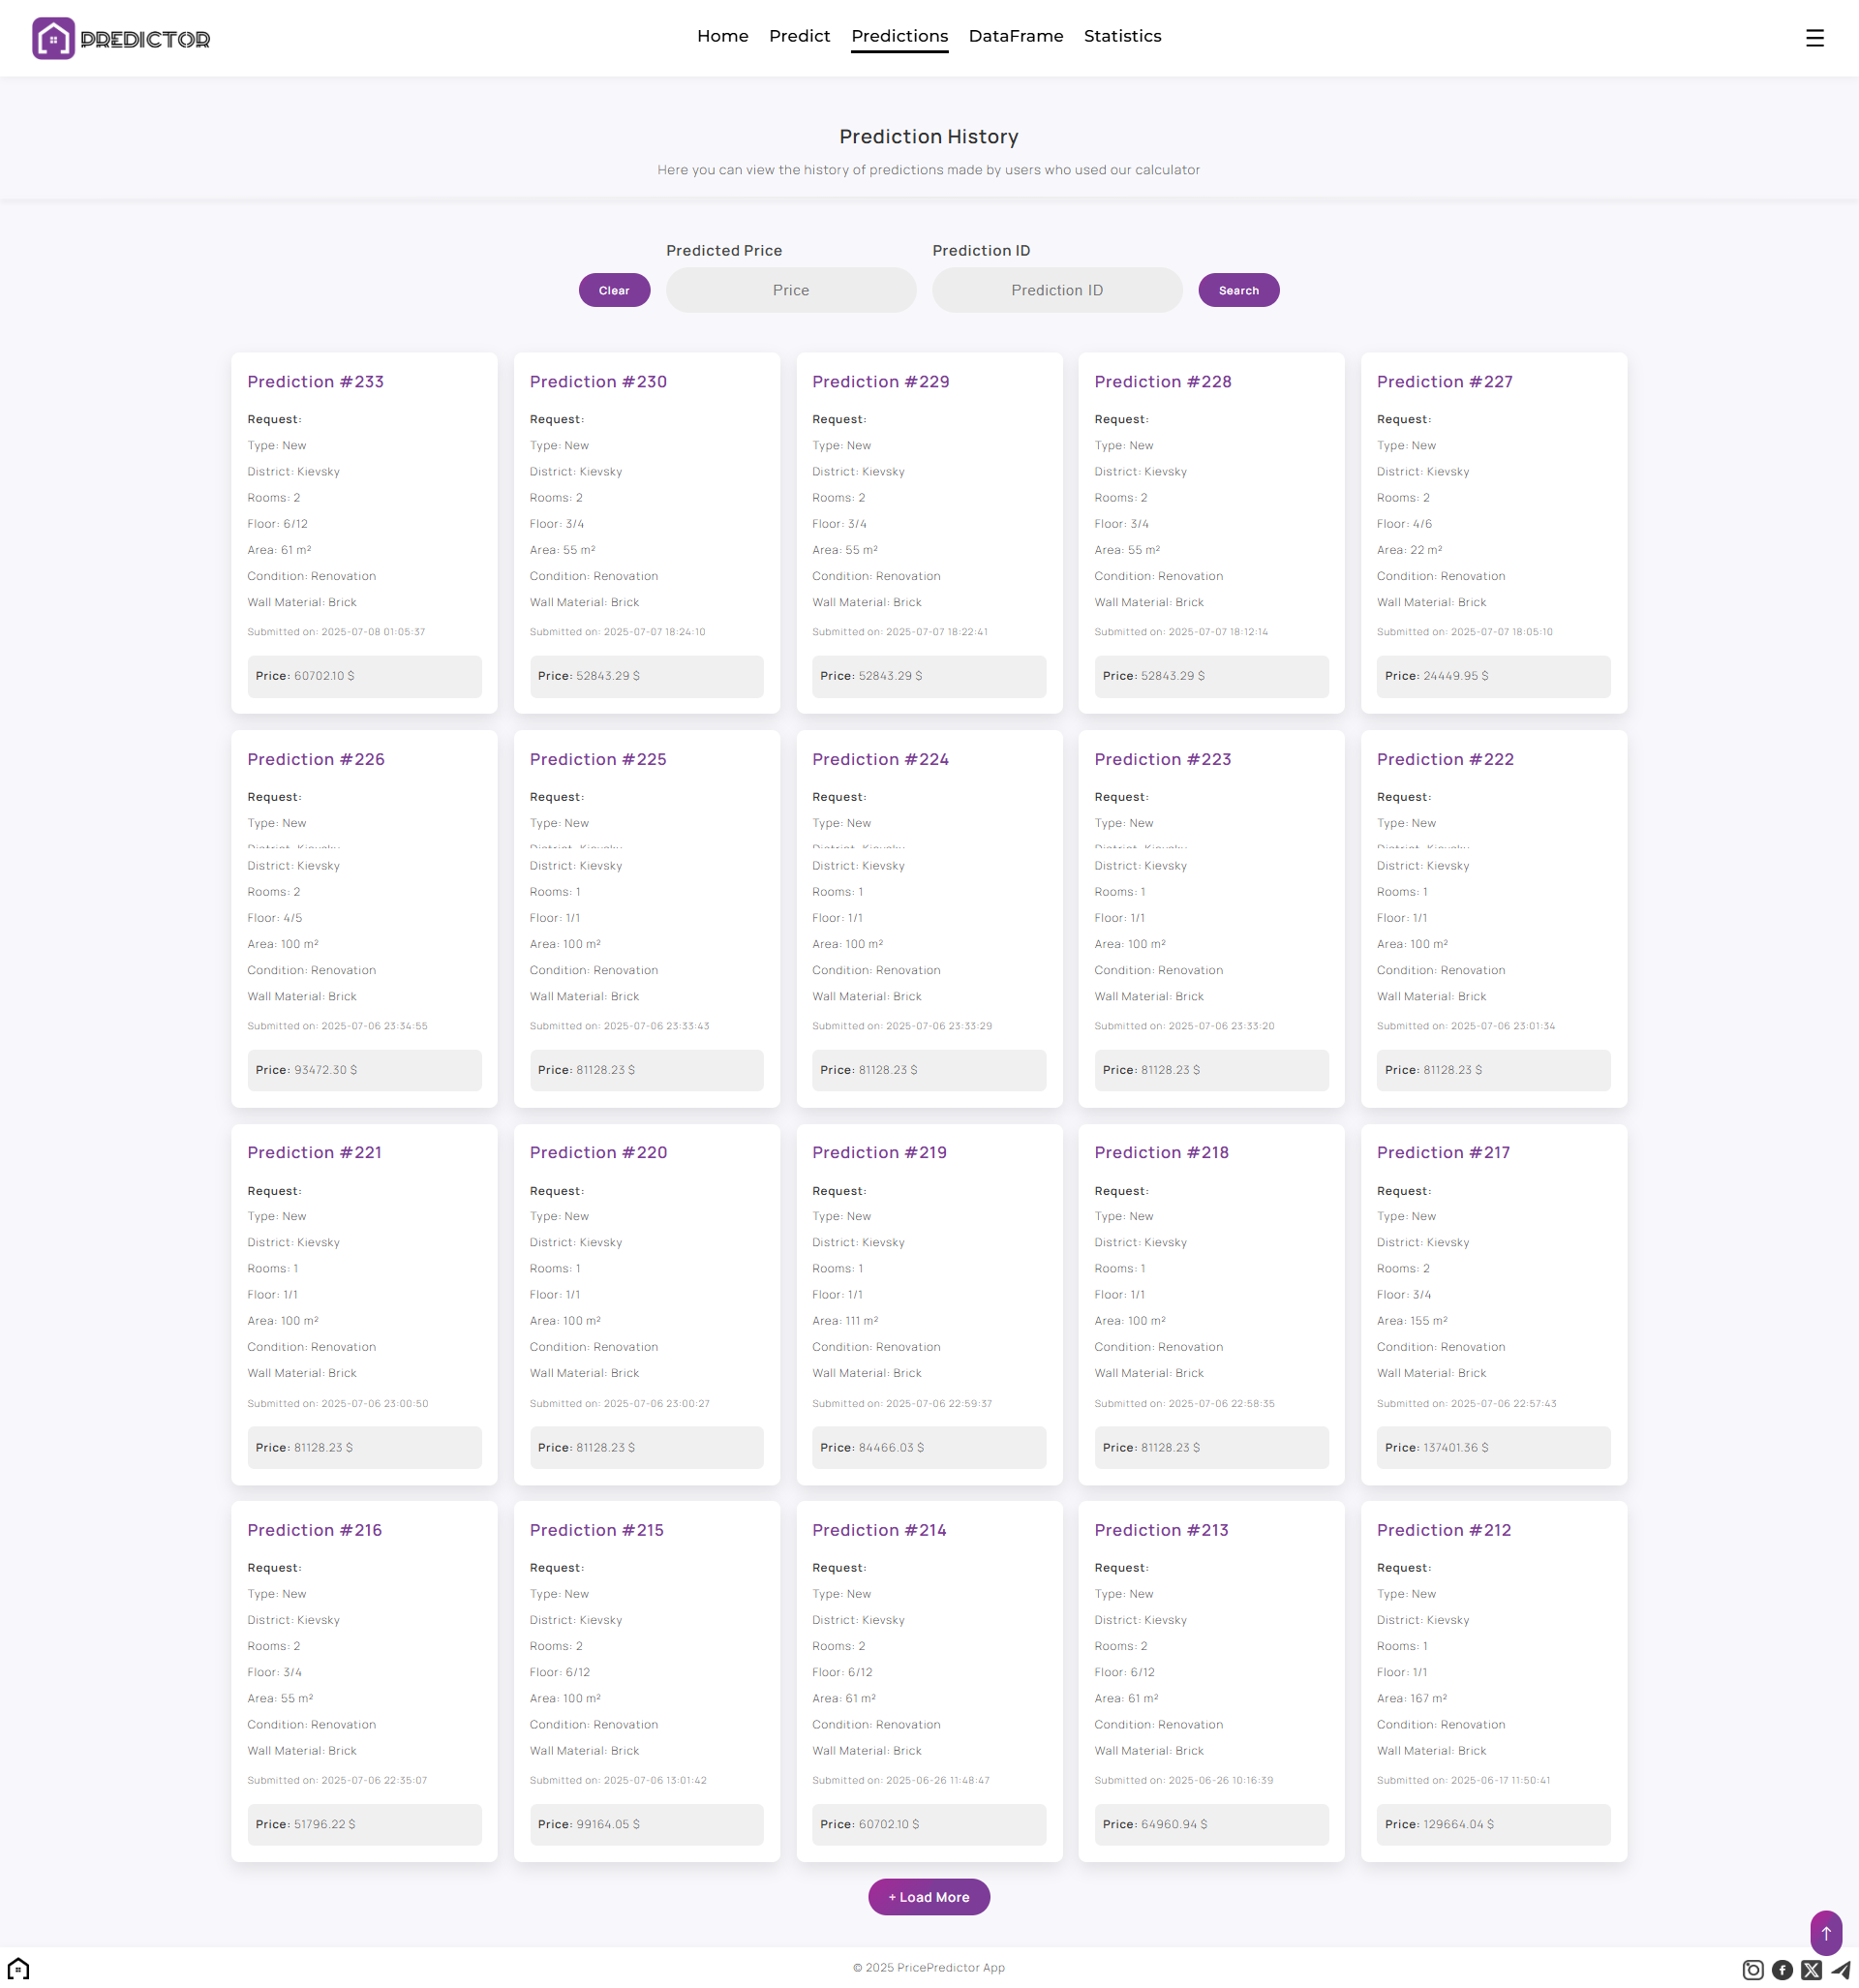 PREDICTOR
Home Predict Predictions DataFrame Statistics
Prediction History
Here you can view the history of predictions made by users who used our calculator
Predicted Price
Prediction ID
Clear
Price
Prediction ID
Search
Prediction #233
Request:
Type: New
District: Kievsky
Rooms: 2
Floor: 6/12
Area: 61 m²
Condition: Renovation
Wall Material: Brick
Submitted on: 2025-07-08 01:05:37
Price: 60702.10 $
Prediction #230
Request:
Type: New
District: Kievsky
Rooms: 2
Floor: 3/4
Area: 55 m²
Condition: Renovation
Wall Material: Brick
Submitted on: 2025-07-07 18:24:10
Price: 52843.29 $
Prediction #229
Request:
Type: New
District: Kievsky
Rooms: 2
Floor: 3/4
Area: 55 m²
Condition: Renovation
Wall Material: Brick
Submitted on: 2025-07-07 18:22:41
Price: 52843.29 $
Prediction #228
Request:
Type: New
District: Kievsky
Rooms: 2
Floor: 3/4
Area: 55 m²
Condition: Renovation
Wall Material: Brick
Submitted on: 2025-07-07 18:12:14
Price: 52843.29 $
Prediction #227
Request:
Type: New
District: Kievsky
Rooms: 2
Floor: 4/6
Area: 22 m²
Condition: Renovation
Wall Material: Brick
Submitted on: 2025-07-07 18:05:10
Price: 24449.95 $
Prediction #226
Request:
Type: New
District: Kievsky
District: Kievsky
Rooms: 2
Floor: 4/5
Area: 100 m²
Condition: Renovation
Wall Material: Brick
Submitted on: 2025-07-06 23:34:55
Price: 93472.30 $
Prediction #225
Request:
Type: New
District: Kievsky
District: Kievsky
Rooms: 1
Floor: 1/1
Area: 100 m²
Condition: Renovation
Wall Material: Brick
Submitted on: 2025-07-06 23:33:43
Price: 81128.23 $
Prediction #224
Request:
Type: New
District: Kievsky
District: Kievsky
Rooms: 1
Floor: 1/1
Area: 100 m²
Condition: Renovation
Wall Material: Brick
Submitted on: 2025-07-06 23:33:29
Price: 81128.23 $
Prediction #223
Request:
Type: New
District: Kievsky
District: Kievsky
Rooms: 1
Floor: 1/1
Area: 100 m²
Condition: Renovation
Wall Material: Brick
Submitted on: 2025-07-06 23:33:20
Price: 81128.23 $
Prediction #222
Request:
Type: New
District: Kievsky
District: Kievsky
Rooms: 1
Floor: 1/1
Area: 100 m²
Condition: Renovation
Wall Material: Brick
Submitted on: 2025-07-06 23:01:34
Price: 81128.23 $
Prediction #221
Request:
Type: New
District: Kievsky
Rooms: 1
Floor: 1/1
Area: 100 m²
Condition: Renovation
Wall Material: Brick
Submitted on: 2025-07-06 23:00:50
Price: 81128.23 $
Prediction #220
Request:
Type: New
District: Kievsky
Rooms: 1
Floor: 1/1
Area: 100 m²
Condition: Renovation
Wall Material: Brick
Submitted on: 2025-07-06 23:00:27
Price: 81128.23 $
Prediction #219
Request:
Type: New
District: Kievsky
Rooms: 1
Floor: 1/1
Area: 111 m²
Condition: Renovation
Wall Material: Brick
Submitted on: 2025-07-06 22:59:37
Price: 84466.03 $
Prediction #218
Request:
Type: New
District: Kievsky
Rooms: 1
Floor: 1/1
Area: 100 m²
Condition: Renovation
Wall Material: Brick
Submitted on: 2025-07-06 22:58:35
Price: 81128.23 $
Prediction #217
Request:
Type: New
District: Kievsky
Rooms: 2
Floor: 3/4
Area: 155 m²
Condition: Renovation
Wall Material: Brick
Submitted on: 2025-07-06 22:57:43
Price: 137401.36 $
Prediction #216
Request:
Type: New
District: Kievsky
Rooms: 2
Floor: 3/4
Area: 55 m²
Condition: Renovation
Wall Material: Brick
Submitted on: 2025-07-06 22:35:07
Price: 51796.22 $
Prediction #215
Request:
Type: New
District: Kievsky
Rooms: 2
Floor: 6/12
Area: 100 m²
Condition: Renovation
Wall Material: Brick
Submitted on: 2025-07-06 13:01:42
Price: 99164.05 $
Prediction #214
Request:
Type: New
District: Kievsky
Rooms: 2
Floor: 6/12
Area: 61 m²
Condition: Renovation
Wall Material: Brick
Submitted on: 2025-06-26 11:48:47
Price: 60702.10 $
Prediction #213
Request:
Type: New
District: Kievsky
Rooms: 2
Floor: 6/12
Area: 61 m²
Condition: Renovation
Wall Material: Brick
Submitted on: 2025-06-26 10:16:39
Price: 64960.94 $
Prediction #212
Request:
Type: New
District: Kievsky
Rooms: 1
Floor: 1/1
Area: 167 m²
Condition: Renovation
Wall Material: Brick
Submitted on: 2025-06-17 11:50:41
Price: 129664.04 $
+ Load More
© 2025 PricePredictor App